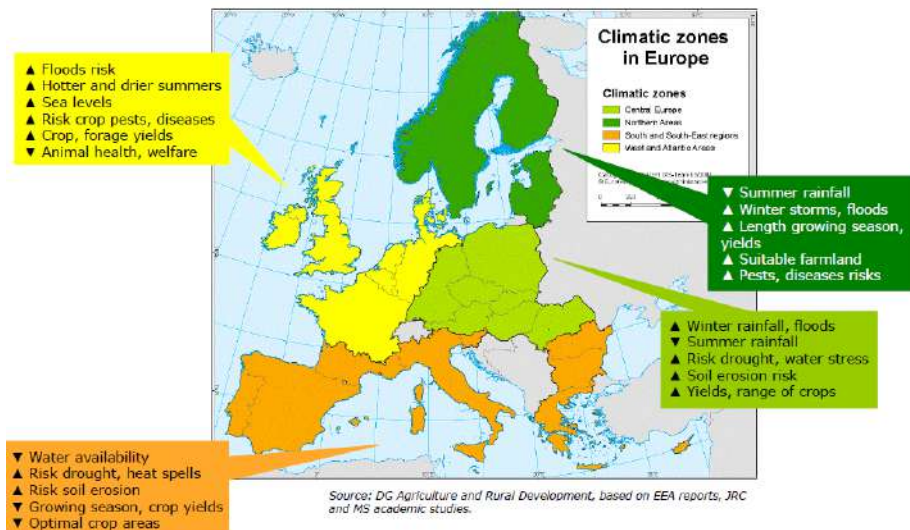 Climatic zones
in Europe
Climatic zones
Central Europe
Northern Areas
South and South-East regions
West and Atlantic Areas
▲ Floods risk
▲ Hotter and drier summers
▲ Sea levels
▲ Risk crop pests, diseases
▲ Crop, forage yields
▼ Animal health, welfare
▼ Summer rainfall
▲ Winter storms, floods
▲ Length growing season,
yields
▲ Suitable farmland
▲ Pests, diseases risks
▲ Winter rainfall, floods
▼ Summer rainfall
▲ Risk drought, water stress
▲ Soil erosion risk
▲ Yields, range of crops
▼ Water availability
▲ Risk drought, heat spells
▲ Risk soil erosion
▼ Growing season, crop yields
▼ Optimal crop areas
Source: DG Agriculture and Rural Development, based on EEA reports, JRC
and MS academic studies.